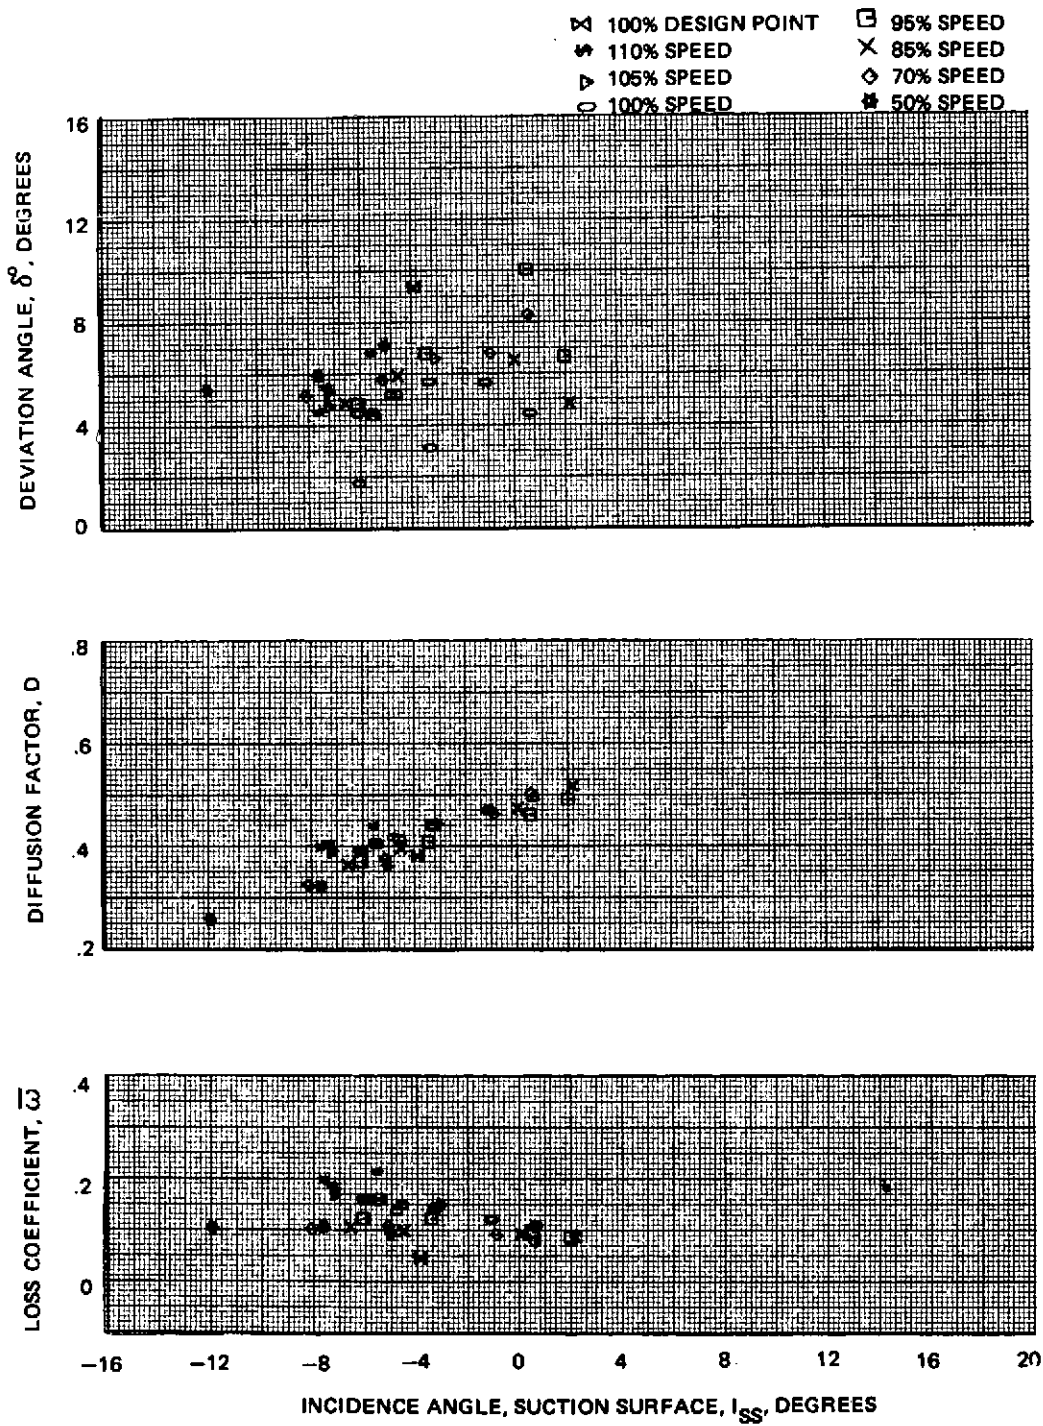 100% DESIGN POINT
110% SPEED
105% SPEED
100% SPEED
95% SPEED
85% SPEED
70% SPEED
50% SPEED
DEVIATION ANGLE, δ°, DEGREES
16
12
8
4
0
DIFFUSION FACTOR, D
.8
.6
.4
.2
LOSS COEFFICIENT, ω̅
.4
.2
0
−16 −12 −8 −4 0 4 8 12 16 20
INCIDENCE ANGLE, SUCTION SURFACE, ISS, DEGREES